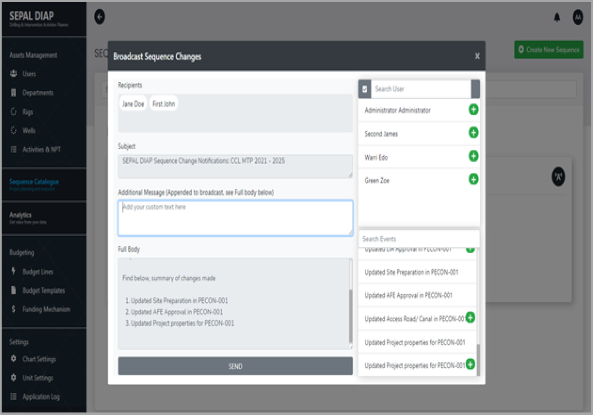 SEPAL DIAP
Drilling & Intervention Activities Planner
Assets Management
Users
Departments
Rigs
Wells
Activities & NPT
Sequence Catalogue
Analytics
Get value from your data
Budgeting
Budget Lines
Budget Templates
Funding Mechanism
Settings
Chart Settings
Unit Settings
Application Log
SEQ
AA
Create New Sequence
Broadcast Sequence Changes
X
Recipients
Jane Doe
First John
Subject
SEPAL DIAP Sequence Change Notifications: CCL MTP 2021 - 2025
Additional Message (Appended to broadcast, see Full body below)
Add your custom text here
Full Body
Find below, summary of changes made
1. Updated Site Preparation in PECON-001
2. Updated AFE Approval in PECON-001
3. Updated Project properties for PECON-001
SEND
Search User
Administrator Administrator
Second James
Warri Edo
Green Zoe
Search Events
Updated Approval in PECON-001
Updated Site Preparation in PECON-001
Updated AFE Approval in PECON-001
Updated Access Road/ Canal in PECON-001
Updated Project properties for PECON-001
Updated Project properties for PECON-001